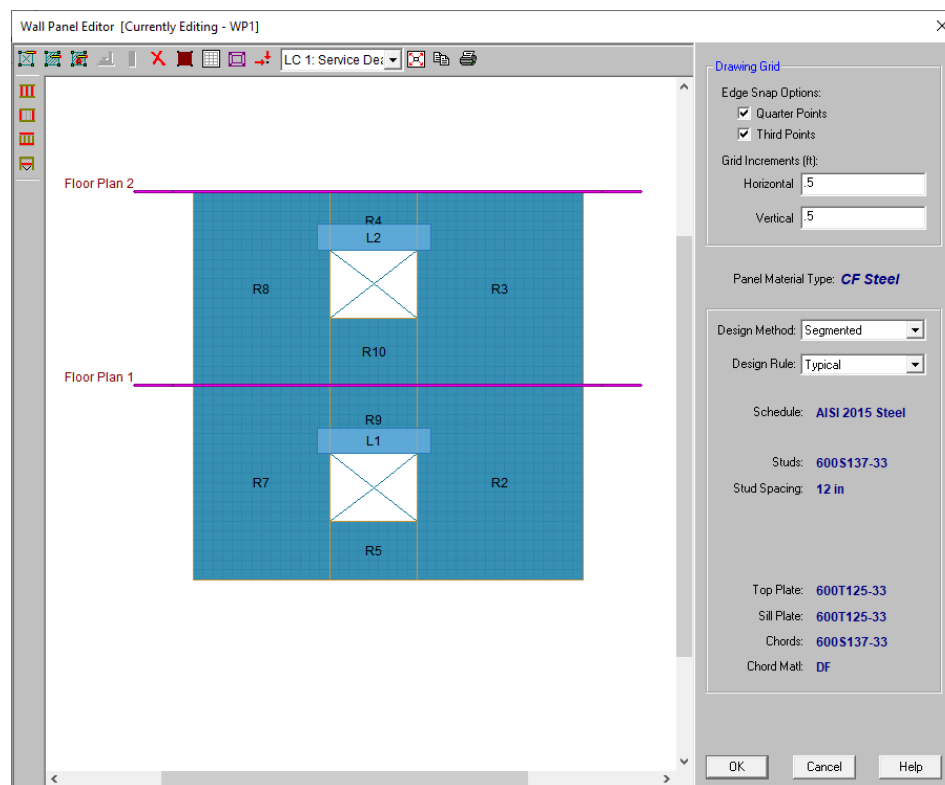 Wall Panel Editor [Currently Editing - WP1]
LC 1: Service Dea
Drawing Grid
Edge Snap Options:
Quarter Points
Third Points
Grid Increments (ft):
Horizontal .5
Vertical .5
Floor Plan 2
R4
L2
R8
R3
R10
Floor Plan 1
R9
L1
R7
R2
R5
Panel Material Type: CF Steel
Design Method: Segmented
Design Rule: Typical
Schedule: AISI 2015 Steel
Studs: 600S137-33
Stud Spacing: 12 in
Top Plate: 600T125-33
Sill Plate: 600T125-33
Chords: 600S137-33
Chord Matl: DF
OK
Cancel
Help